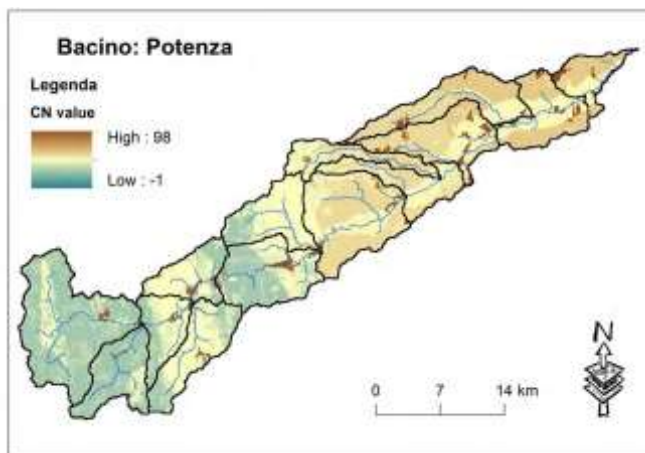 Bacino: Potenza
Legenda
CN value
High : 98
Low : -1
N
0 7 14 km